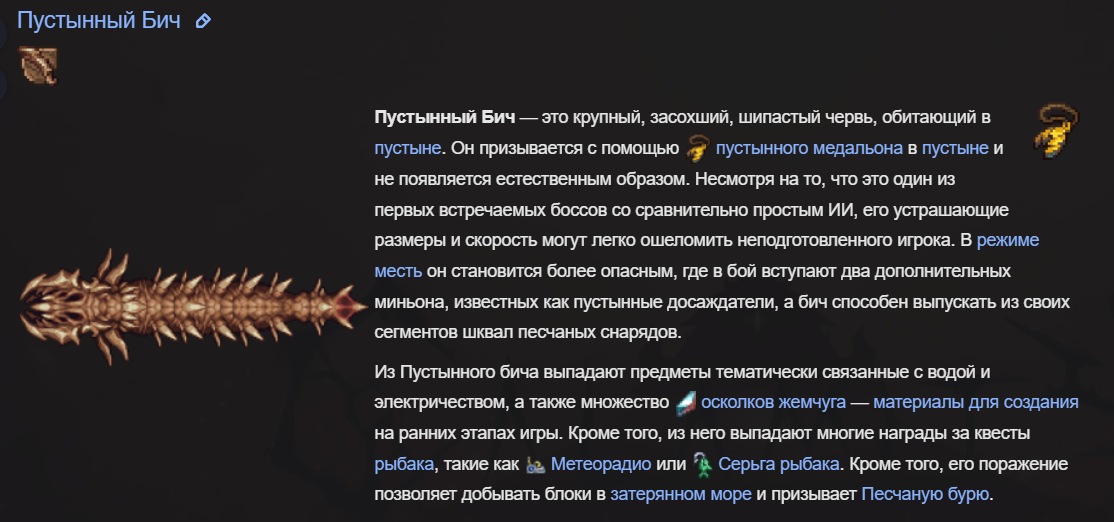 Пустынный Бич
Пустынный Бич — это крупный, засохший, шипастый червь, обитающий в
пустыне. Он призывается с помощью пустынного медальона в пустыне и
не появляется естественным образом. Несмотря на то, что это один из
первых встречаемых боссов со сравнительно простым ИИ, его устрашающие
размеры и скорость могут легко ошеломить неподготовленного игрока. В режиме
месть он становится более опасным, где в бой вступают два дополнительных
миньона, известных как пустынные досаждатели, а бич способен выпускать из своих
сегментов шквал песчаных снарядов.
Из Пустынного бича выпадают предметы тематически связанные с водой и
электричеством, а также множество осколков жемчуга — материалы для создания
на ранних этапах игры. Кроме того, из него выпадают многие награды за квесты
рыбака, такие как Метеорадио или Серьга рыбака. Кроме того, его поражение
позволяет добывать блоки в затерянном море и призывает Песчаную бурю.